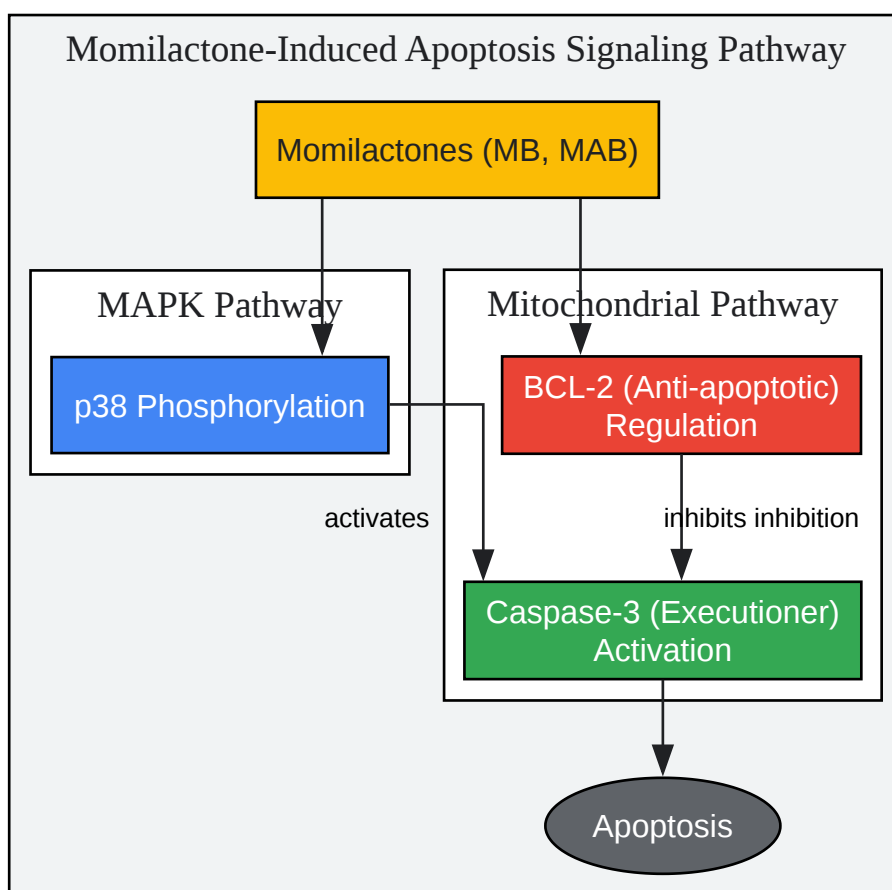 Momilactone-Induced Apoptosis Signaling Pathway
Momilactones (MB, MAB)
MAPK Pathway
Mitochondrial Pathway
p38 Phosphorylation
BCL-2 (Anti-apoptotic)
Regulation
activates
inhibits inhibition
Caspase-3 (Executioner)
Activation
Apoptosis